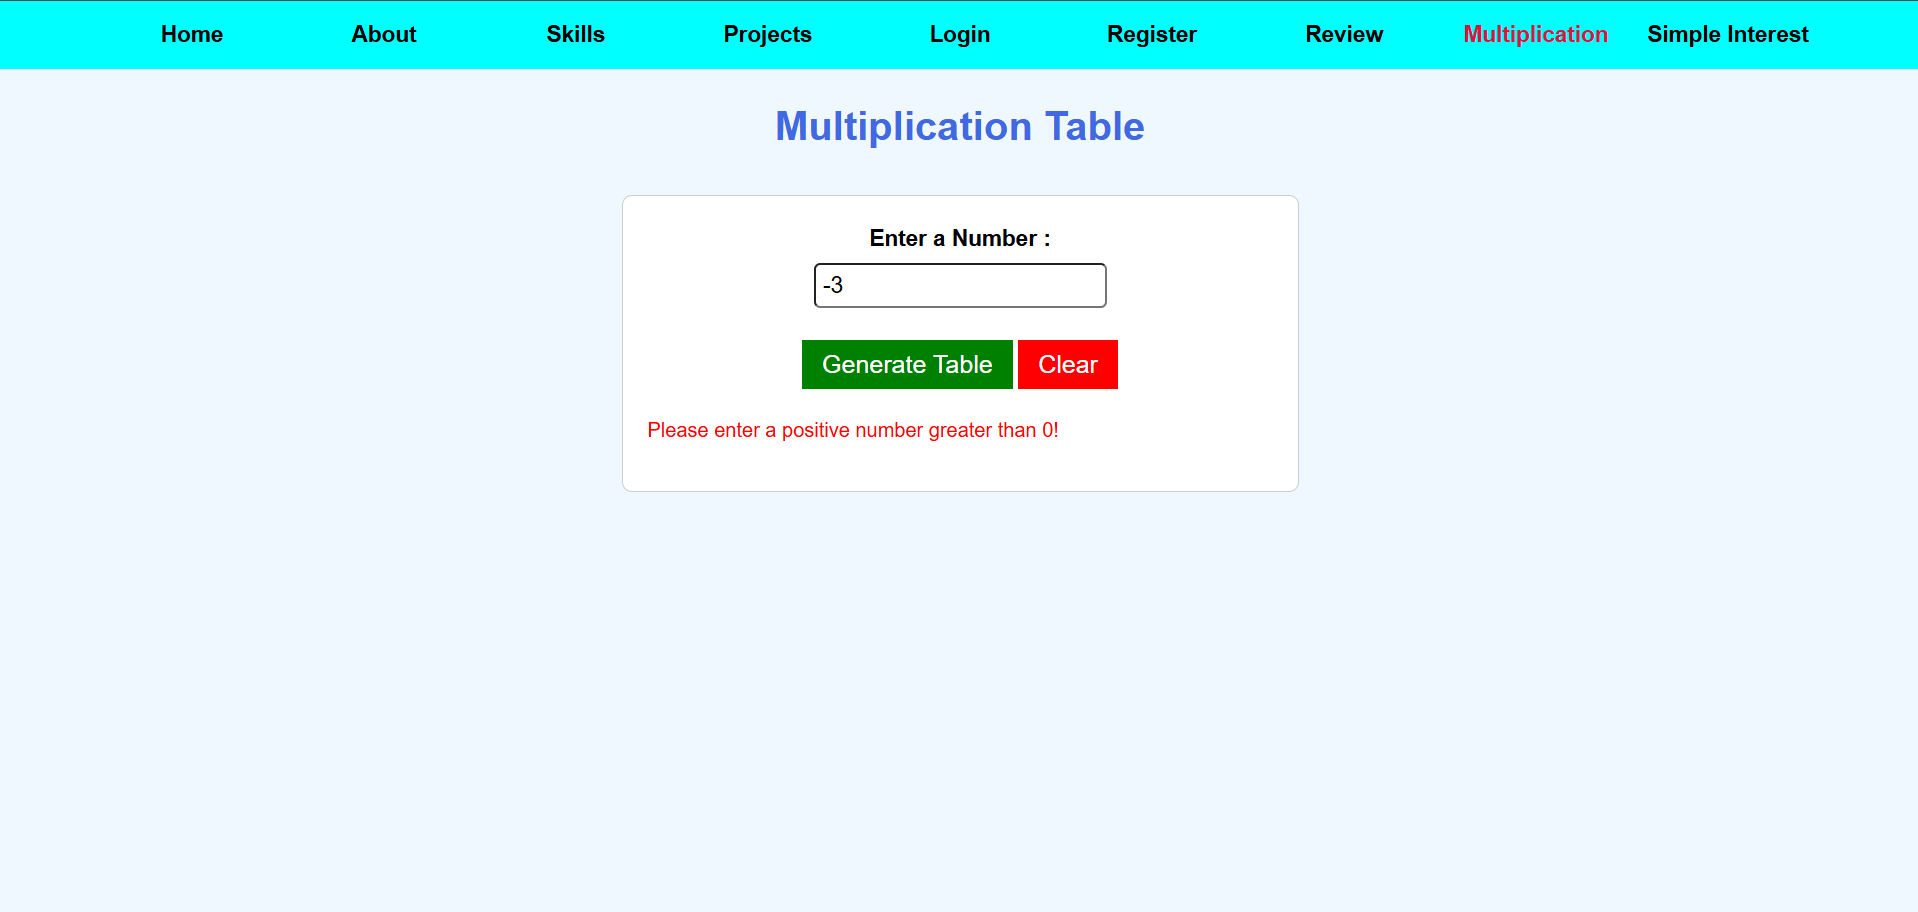 Home About Skills Projects Login Register Review Multiplication Simple Interest
Multiplication Table
Enter a Number :
-3
Generate Table Clear
Please enter a positive number greater than 0!